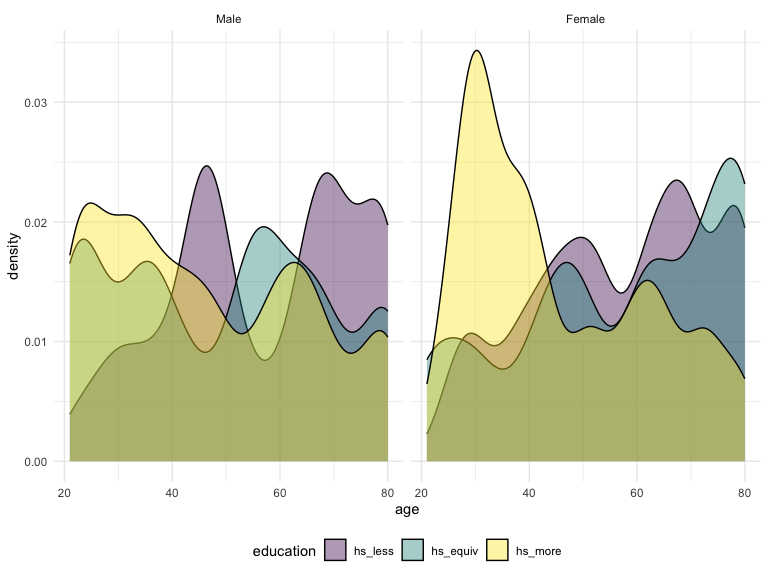 Male Female
0.03
0.02
0.01
0.00
density
20 40 60 80 20 40 60 80
age
education hs_less hs_equiv hs_more